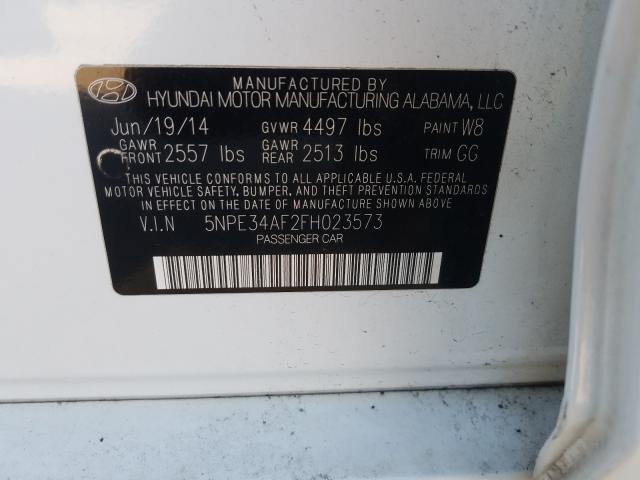 MANUFACTURED BY
HYUNDAI MOTOR MANUFACTURING ALABAMA, LLC
Jun/19/14 GVWR 4497 lbs PAINT W8
GAWR FRONT 2557 lbs GAWR REAR 2513 lbs TRIM GG
THIS VEHICLE CONFORMS TO ALL APPLICABLE U.S.A. FEDERAL
MOTOR VEHICLE SAFETY, BUMPER, AND THEFT PREVENTION STANDARDS
IN EFFECT ON THE DATE OF MANUFACTURE SHOWN ABOVE.
V.I.N 5NPE34AF2FH023573
PASSENGER CAR